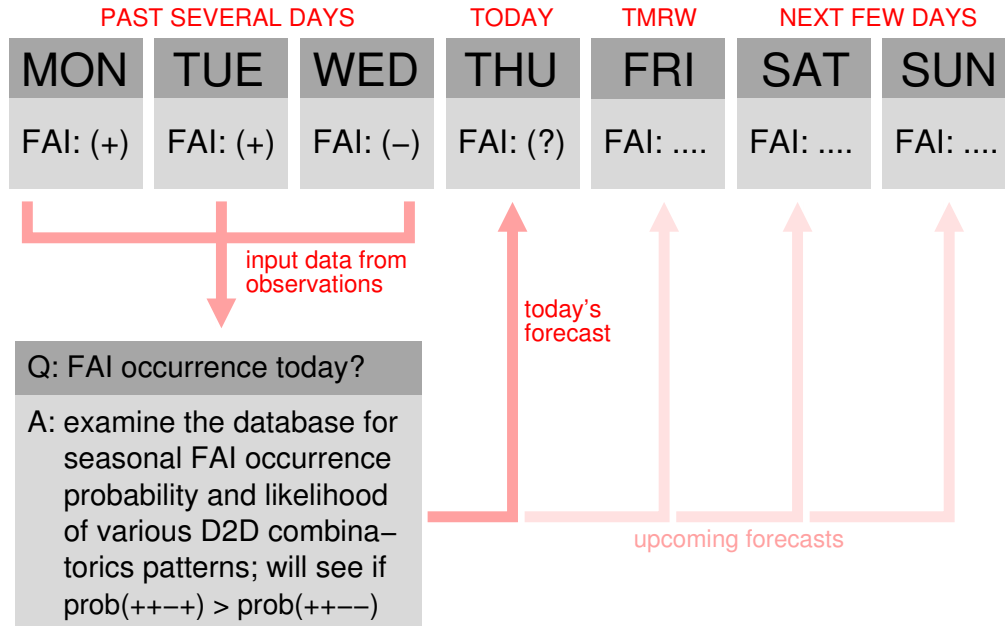 PAST SEVERAL DAYS TODAY TMRW NEXT FEW DAYS
MON TUE WED THU FRI SAT SUN
FAI: (+) FAI: (+) FAI: (−) FAI: (?) FAI: .... FAI: .... FAI: ....
input data from
observations
today's
forecast
Q: FAI occurrence today?
A: examine the database for
seasonal FAI occurrence
probability and likelihood
of various D2D combina−
torics patterns; will see if
prob(++−+) > prob(++−−)
upcoming forecasts